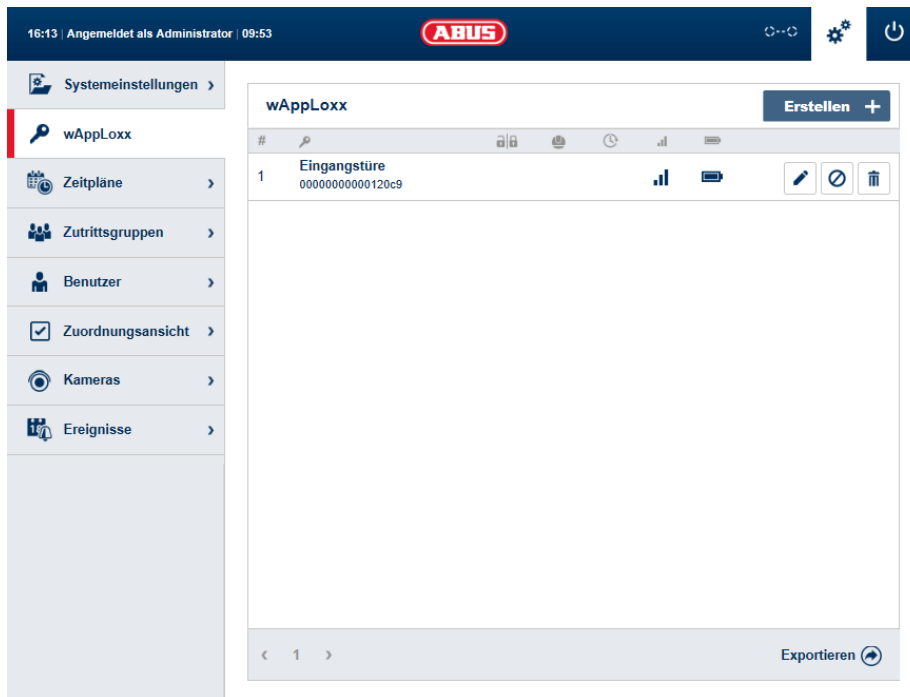 16:13 | Angemeldet als Administrator | 09:53
ABUS
Systemeinstellungen
wAppLoxx
Zeitpläne
Zutrittsgruppen
Benutzer
Zuordnungsansicht
Kameras
Ereignisse
wAppLoxx
Erstellen +
#
1
Eingangstüre
00000000000120c9
1
Exportieren